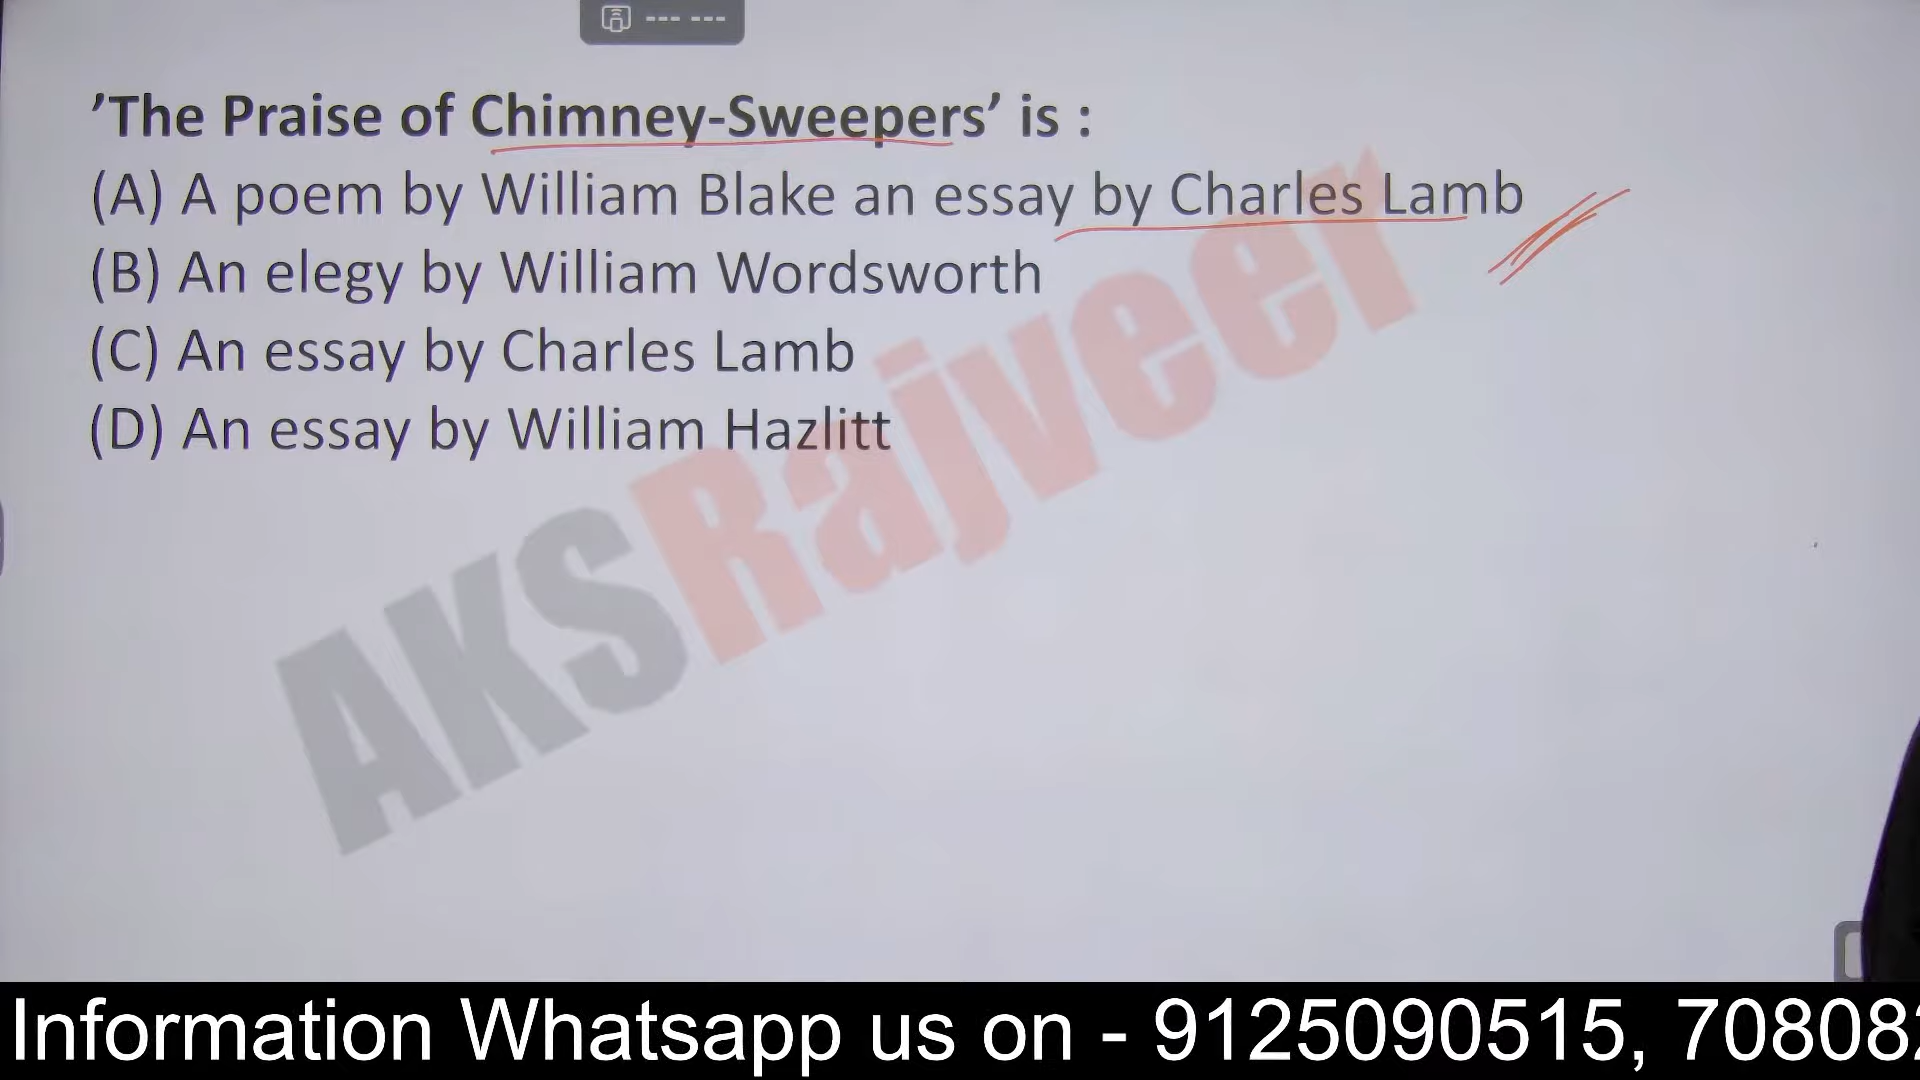 --- ---
’The Praise of Chimney-Sweepers’ is :
(A) A poem by William Blake an essay by Charles Lamb
(B) An elegy by William Wordsworth
(C) An essay by Charles Lamb
(D) An essay by William Hazlitt
AKSRajveer
Information Whatsapp us on - 9125090515, 708082